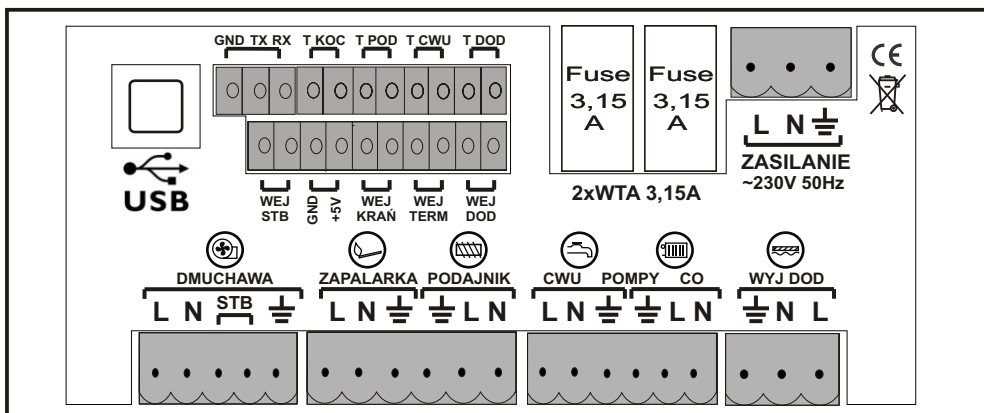 GND TX RX T KOC T POD T CWU T DOD
Fuse 3,15 A
Fuse 3,15 A
CE
L N
ZASILANIE
~230V 50Hz
USB
WEJ STB
GND
+5V
WEJ KRAŃ
WEJ TERM
WEJ DOD
2xWTA 3,15A
DMUCHAWA ZAPALARKA PODAJNIK CWU POMPY CO WYJ DOD
L N STB L N L N L N L N N L